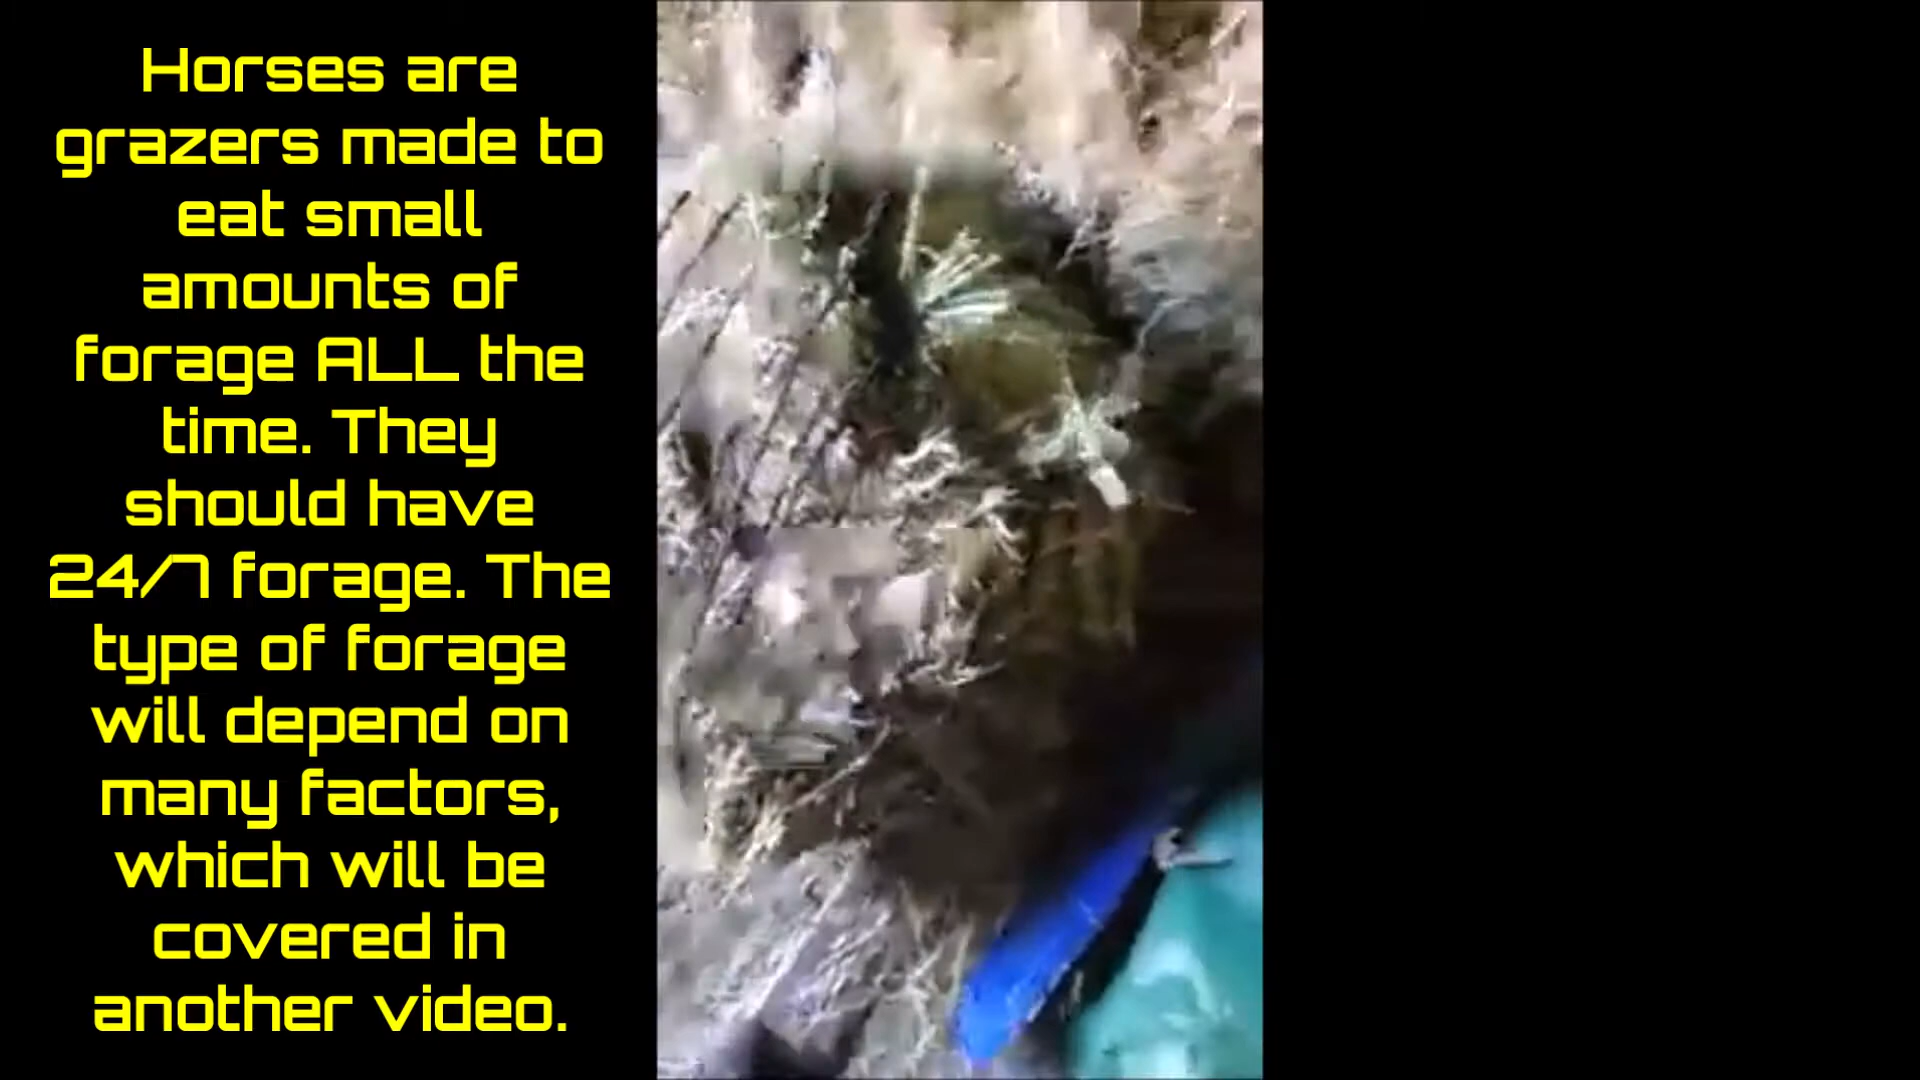 Horses are
grazers made to
eat small
amounts of
forage ALL the
time. They
should have
24/7 forage. The
type of forage
will depend on
many factors,
which will be
covered in
another video.